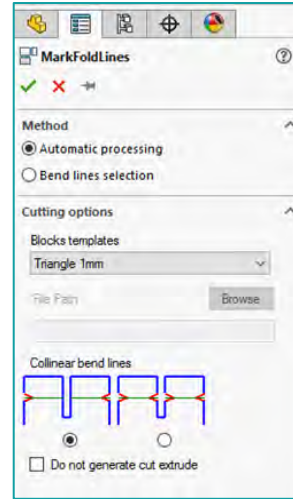 MarkFoldLines
Method
Automatic processing
Bend lines selection
Cutting options
Blocks templates
Triangle 1mm
File Path
Browse
Collinear bend lines
Do not generate cut extrude